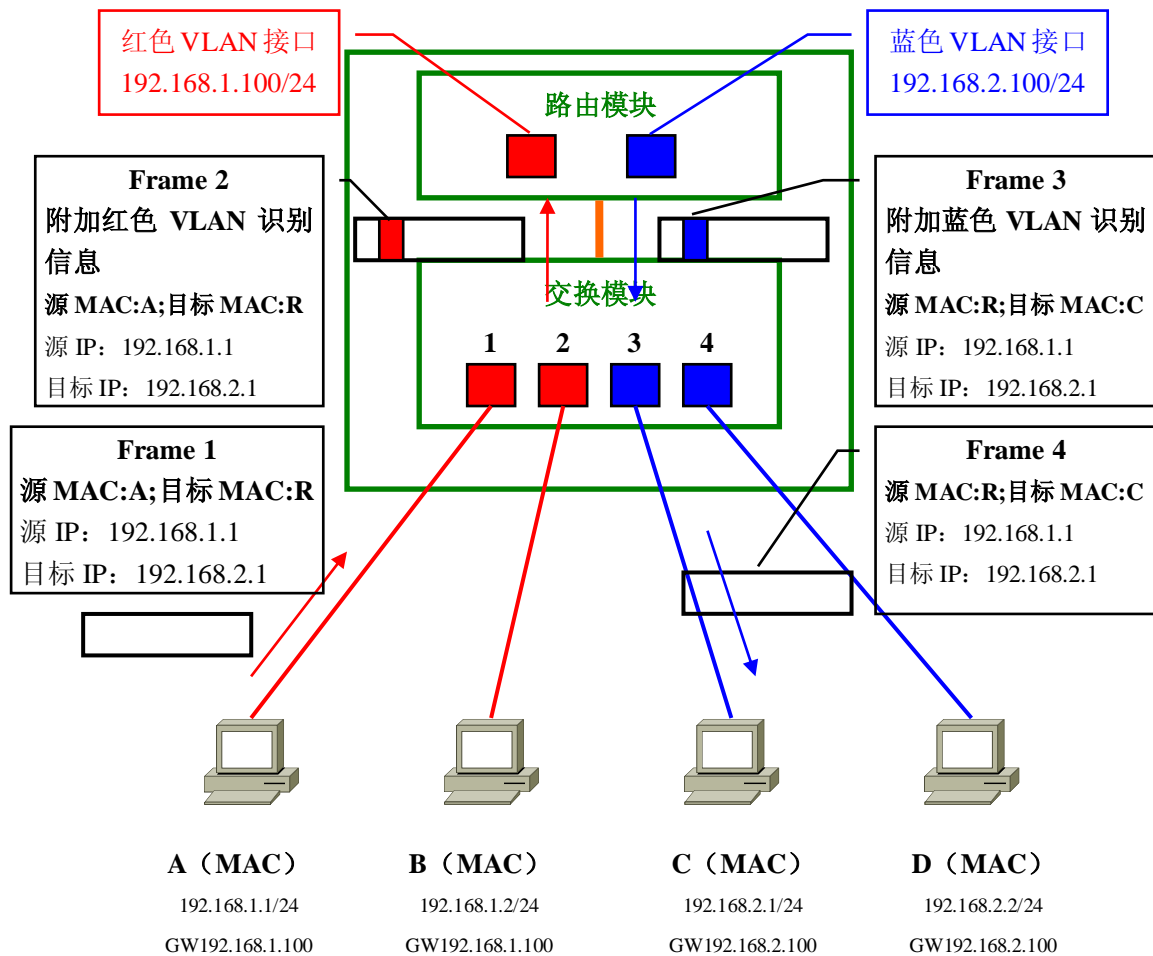 红色 VLAN 接口
192.168.1.100/24
蓝色 VLAN 接口
192.168.2.100/24
路由模块
Frame 2
附加红色 VLAN 识别
信息
源 MAC:A;目标 MAC:R
源 IP：192.168.1.1
目标 IP：192.168.2.1
Frame 3
附加蓝色 VLAN 识别
信息
源 MAC:R;目标 MAC:C
源 IP：192.168.1.1
目标 IP：192.168.2.1
交换模块
1 2 3 4
Frame 1
源 MAC:A;目标 MAC:R
源 IP：192.168.1.1
目标 IP：192.168.2.1
Frame 4
源 MAC:R;目标 MAC:C
源 IP：192.168.1.1
目标 IP：192.168.2.1
A（MAC） B（MAC） C（MAC） D（MAC）
192.168.1.1/24 192.168.1.2/24 192.168.2.1/24 192.168.2.2/24
GW192.168.1.100 GW192.168.1.100 GW192.168.2.100 GW192.168.2.100